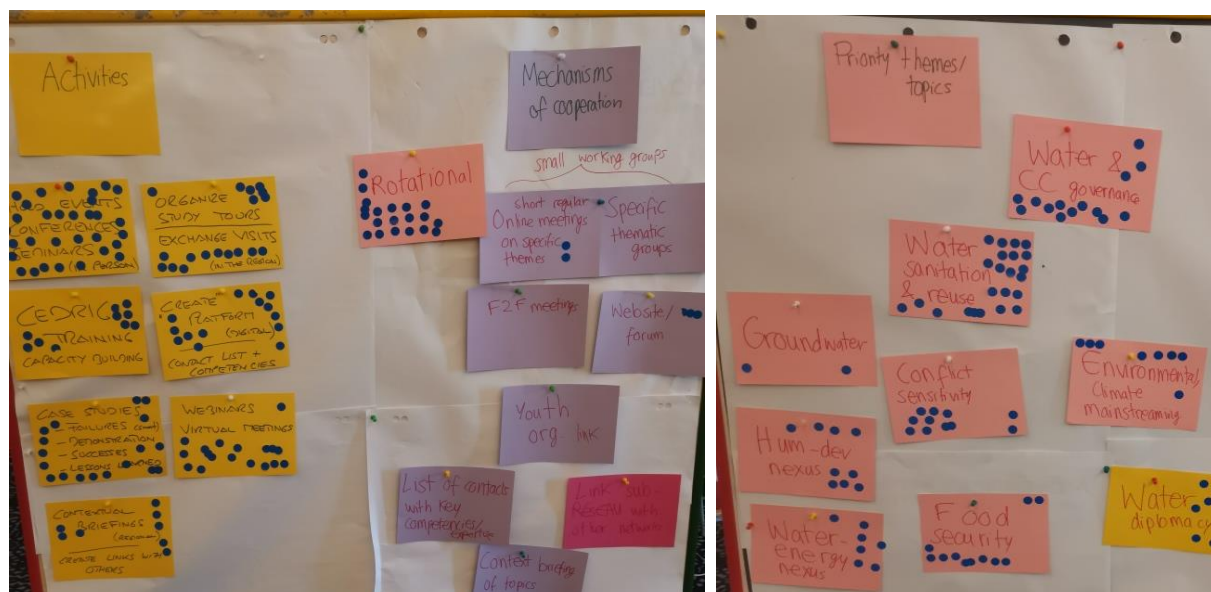 Activities
HOLD EVENTS
CONFERENCES
SEMINARS (IN PERSON)
ORGANIZE
STUDY TOURS
EXCHANGE VISITS
(IN THE REGION)
CEDRIC
TRAINING
CAPACITY BUILDING
CREATE
PLATFORM
(DIGITAL)
CONTACT LIST +
COMPETENCIES
CASE STUDIES
- FAILURES
- DEMONSTRATION
- SUCCESSES
- LESSONS LEARNED
WEBINARS
VIRTUAL MEETINGS
CONTEXTUAL
BRIEFINGS
(REGIONAL)
CREATE LINKS WITH
OTHERS
Mechanisms
of cooperation
small working groups
Rotational
short regular
Online meetings
on specific
themes
Specific
thematic
groups
F2F meetings
Website/
forum
Youth
org. link
List of contacts
with key
competencies/
expertise
Link sub-
with
other network
Context briefing
of topics
Priority themes/
topics
Water &
CC governance
Water
sanitation
& reuse
Groundwater
Conflict
sensitivity
Environmental/
Climate
mainstreaming
Hum-dev
nexus
Water-
energy
nexus
Food
security
Water
diplomacy